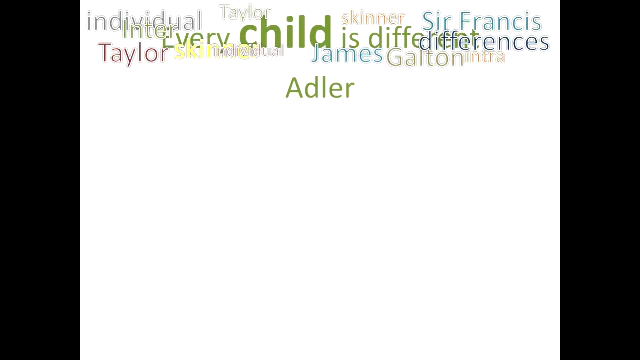 individual Taylor skinner Sir Francis
Inter Every child is different differences
Taylor skinner individual James Galton intra
Adler